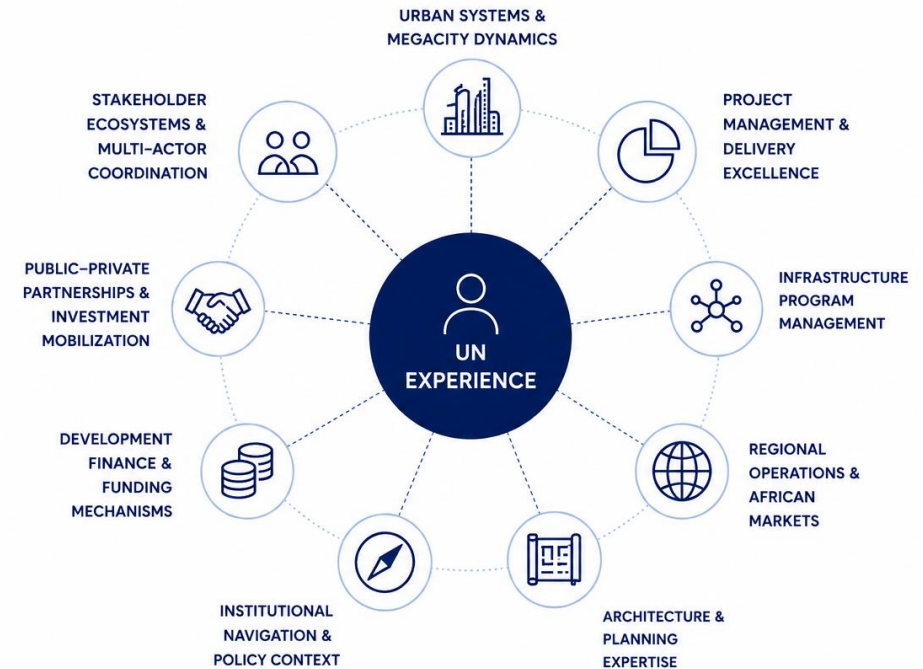 URBAN SYSTEMS &
MEGACITY DYNAMICS
STAKEHOLDER
ECOSYSTEMS &
MULTI-ACTOR
COORDINATION
PROJECT
MANAGEMENT &
DELIVERY
EXCELLENCE
PUBLIC–PRIVATE
PARTNERSHIPS &
INVESTMENT
MOBILIZATION
INFRASTRUCTURE
PROGRAM
MANAGEMENT
UN
EXPERIENCE
DEVELOPMENT
FINANCE &
FUNDING
MECHANISMS
REGIONAL
OPERATIONS &
AFRICAN
MARKETS
INSTITUTIONAL
NAVIGATION &
POLICY CONTEXT
ARCHITECTURE &
PLANNING
EXPERTISE